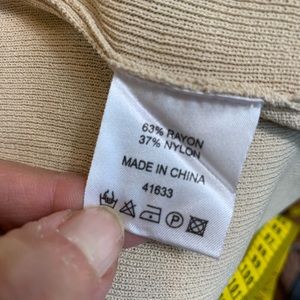 63% RAYON
37% NYLON
MADE IN CHINA
41633
P